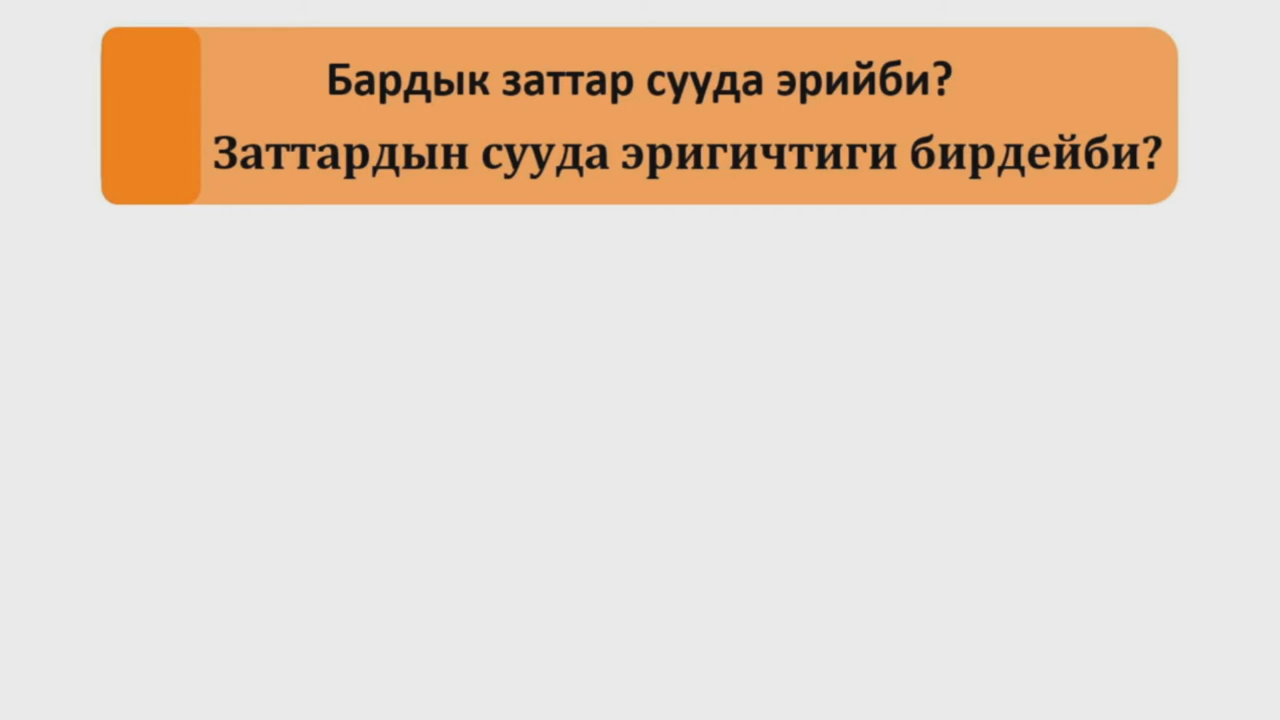 Бардык заттар сууда эрийби?
Заттардын сууда эригичтиги бирдейби?